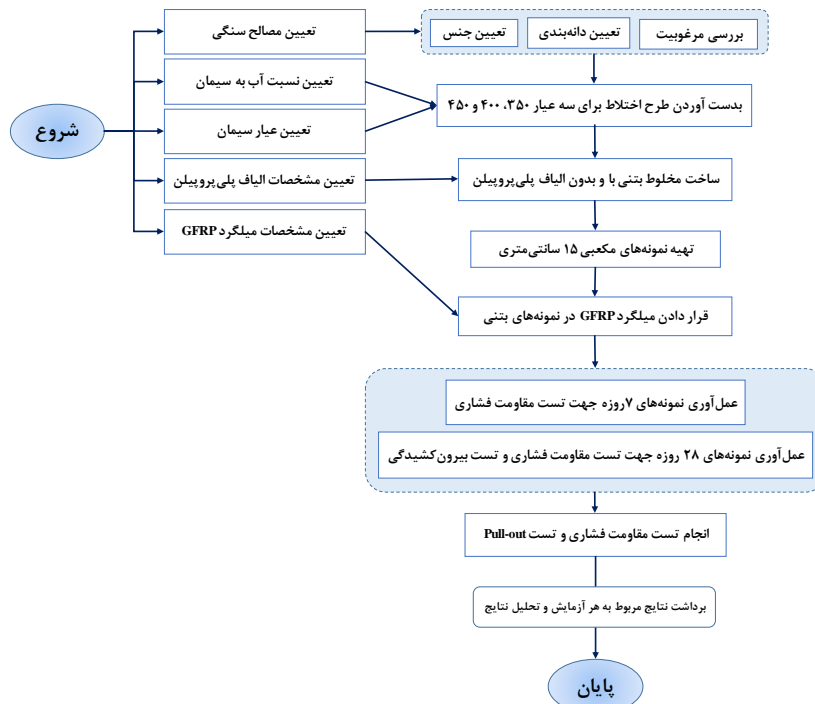 شروع
تعیین مصالح سنگی
تعیین نسبت آب به سیمان
تعیین عیار سیمان
تعیین مشخصات الیاف پلی‌پروپیلن
تعیین مشخصات میلگرد GFRP
بررسی مرغوبیت
تعیین دانه‌بندی
تعیین جنس
بدست آوردن طرح اختلاط برای سه عیار ۳۵۰، ۴۰۰ و ۴۵۰
ساخت مخلوط بتنی با و بدون الیاف پلی‌پروپیلن
تهیه نمونه‌های مکعبی ۱۵ سانتی‌متری
قرار دادن میلگرد GFRP در نمونه‌های بتنی
عمل‌آوری نمونه‌های ۷روزه جهت تست مقاومت فشاری
عمل‌آوری نمونه‌های ۲۸ روزه جهت تست مقاومت فشاری و تست بیرون‌کشیدگی
انجام تست مقاومت فشاری و تست Pull-out
برداشت نتایج مربوط به هر آزمایش و تحلیل نتایج
پایان